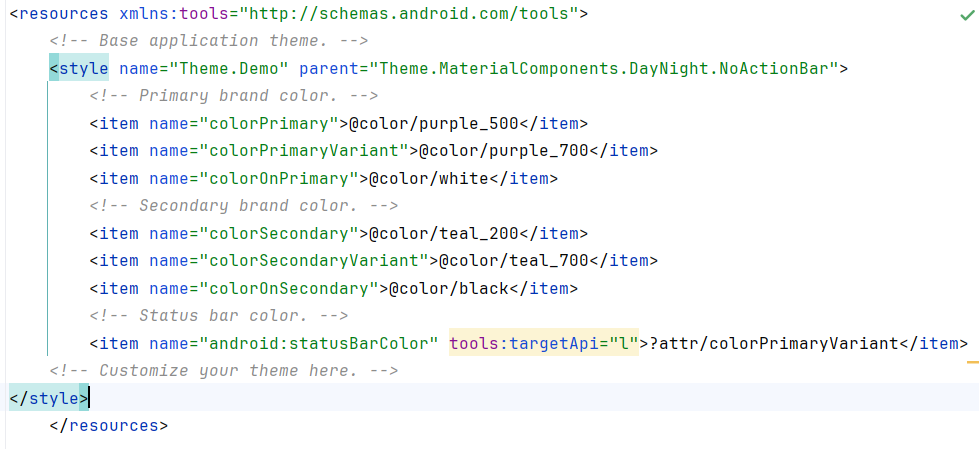 <resources xmlns:tools="http://schemas.android.com/tools">
    <!-- Base application theme. -->
    <style name="Theme.Demo" parent="Theme.MaterialComponents.DayNight.NoActionBar">
        <!-- Primary brand color. -->
        <item name="colorPrimary">@color/purple_500</item>
        <item name="colorPrimaryVariant">@color/purple_700</item>
        <item name="colorOnPrimary">@color/white</item>
        <!-- Secondary brand color. -->
        <item name="colorSecondary">@color/teal_200</item>
        <item name="colorSecondaryVariant">@color/teal_700</item>
        <item name="colorOnSecondary">@color/black</item>
        <!-- Status bar color. -->
        <item name="android:statusBarColor" tools:targetApi="l">?attr/colorPrimaryVariant</item>
    <!-- Customize your theme here. -->
</style>
    </resources>